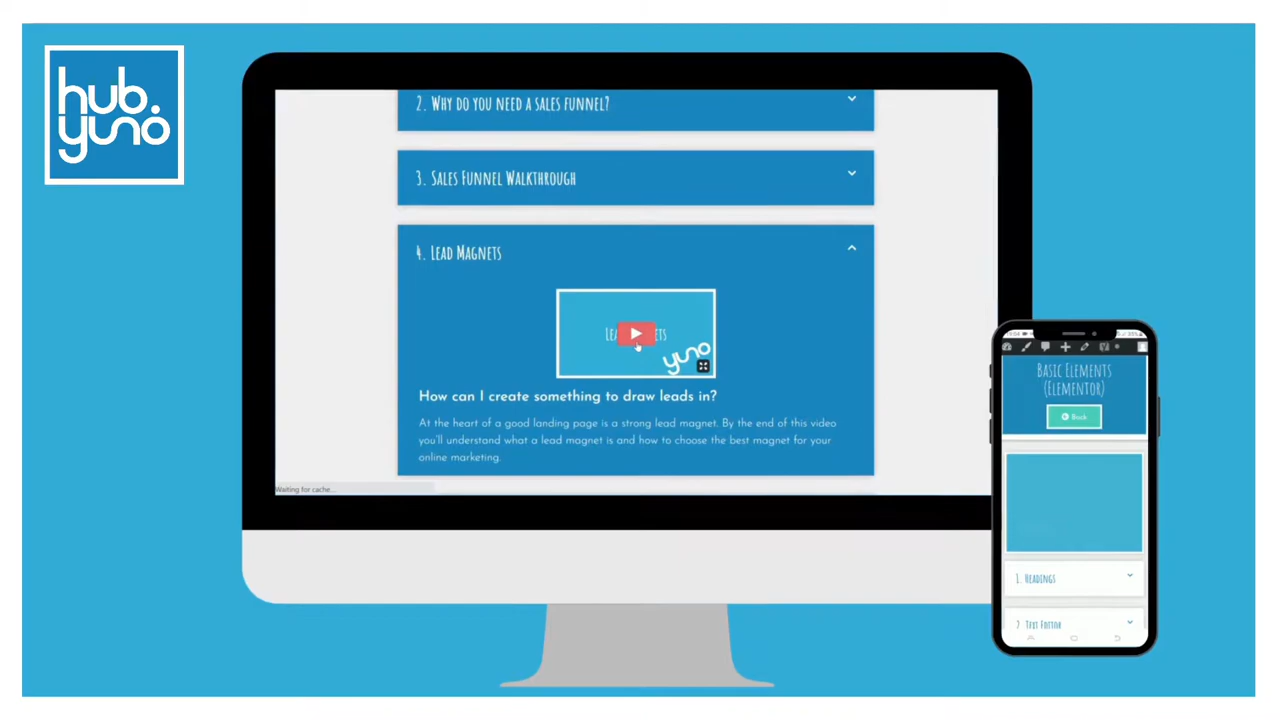 hub.
yuno
2. Why do you need a sales funnel?
3. Sales Funnel Walkthrough
4. Lead Magnets
yuno
How can I create something to draw leads in?
At the heart of a good landing page is a strong lead magnet. By the end of this video
you'll understand what a lead magnet is and how to choose the best magnet for your
online marketing.
Waiting for cache...
Basic Elements
(Elementor)
Back
1. Headings
2. Text Editor